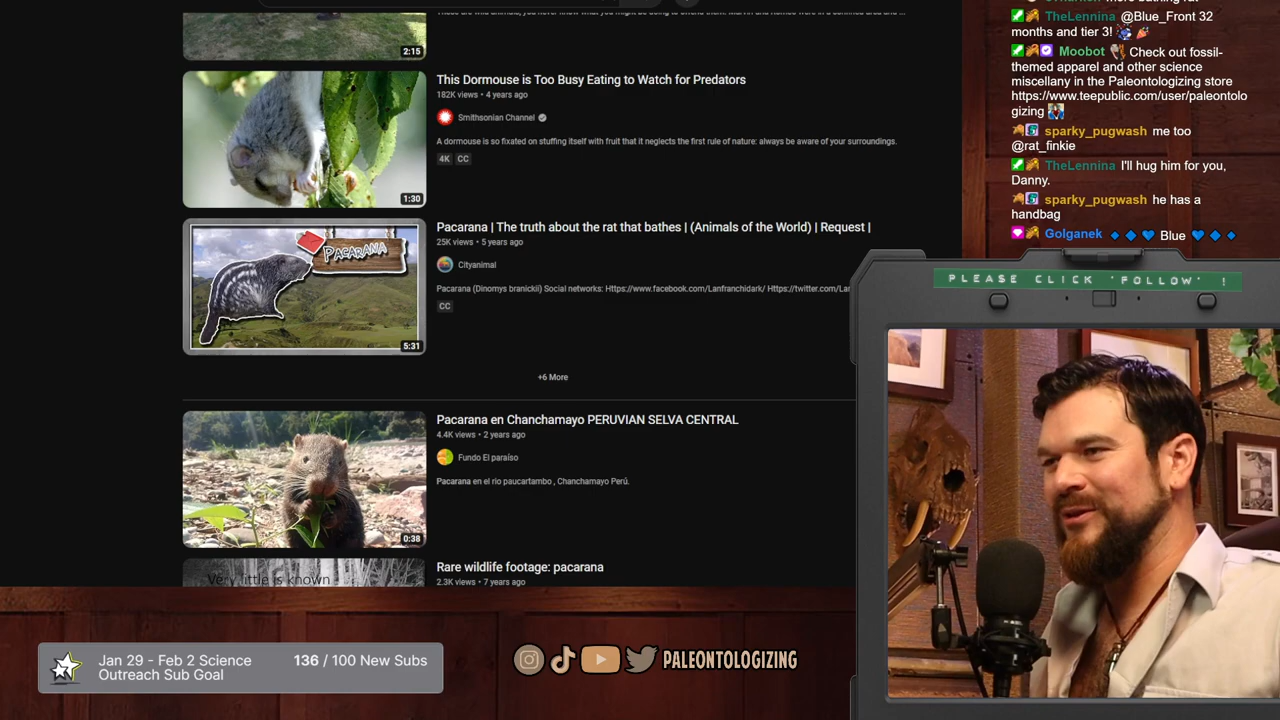 2:15
This Dormouse is Too Busy Eating to Watch for Predators
182K views • 4 years ago
Smithsonian Channel
A dormouse is so fixated on stuffing itself with fruit that it neglects the first rule of nature: always be aware of your surroundings.
4K CC
1:30
Pacarana | The truth about the rat that bathes | (Animals of the World) | Request |
25K views • 5 years ago
PACARANA
Cityanimal
Pacarana (Dinomys branickii) Social networks: Https://www.facebook.com/Lanfranchidark/ Https://twitter.com/Lar
CC
5:31
+6 More
Pacarana en Chanchamayo PERUVIAN SELVA CENTRAL
4.4K views • 2 years ago
Fundo El paraíso
Pacarana en el rio paucartambo , Chanchamayo Perú.
0:38
Rare wildlife footage: pacarana
2.3K views • 7 years ago
Very little is known
TheLennina @Blue_Front 32
months and tier 3!
Moobot Check out fossil-
themed apparel and other science
miscellany in the Paleontologizing store
https://www.teepublic.com/user/paleontolo
gizing
sparky_pugwash me too
@rat_finkie
TheLennina I'll hug him for you,
Danny.
sparky_pugwash he has a
handbag
Golganek Blue
PLEASE CLICK 'FOLLOW' !
Jan 29 - Feb 2 Science
Outreach Sub Goal
136 / 100 New Subs
PALEONTOLOGIZING